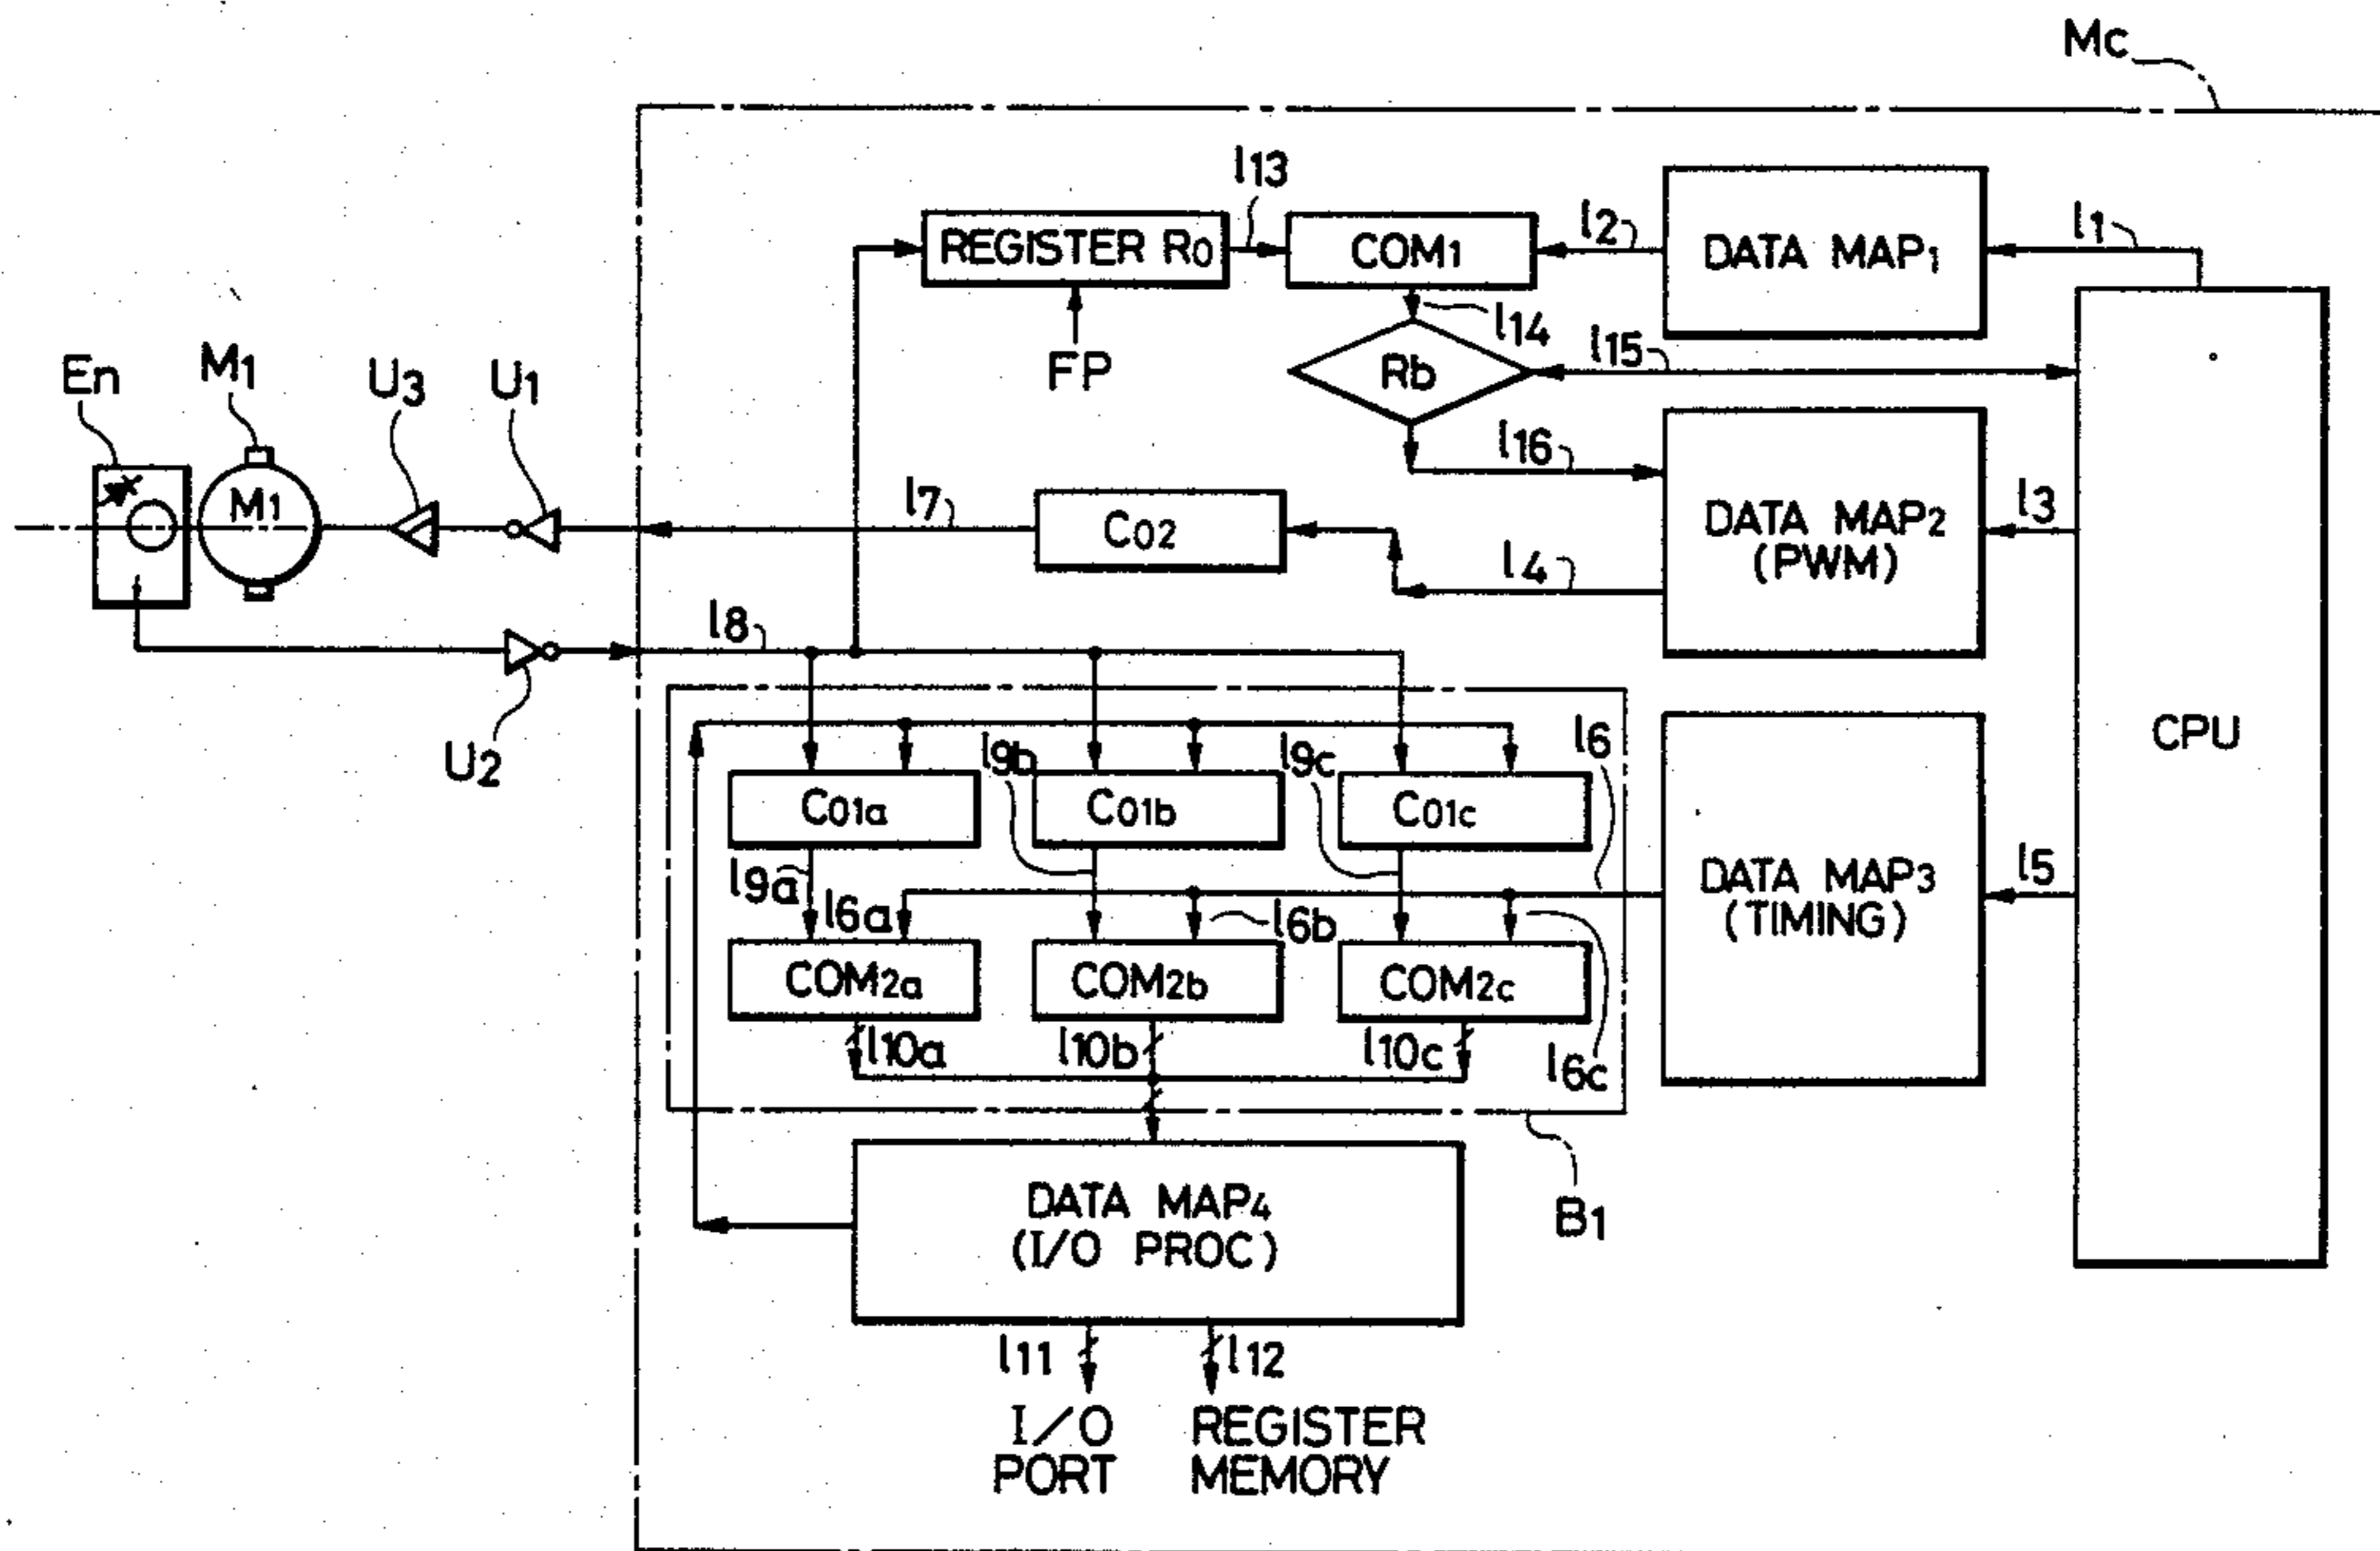 Mc
l13
l2
l1
REGISTER R0
COM1
DATA MAP1
l14
l15
FP
Rb
En
M1
U3
U1
M1
l16
l7
C02
DATA MAP2
(PWM)
l3
l4
l8
U2
l9b
l9c
l6
CPU
C01a
C01b
C01c
l9a
l6a
l6b
DATA MAP3
(TIMING)
l5
COM2a
COM2b
COM2c
l10a
l10b
l10c
l6c
DATA MAP4
(I/O PROC)
B1
l11
l12
I/O
PORT
REGISTER
MEMORY